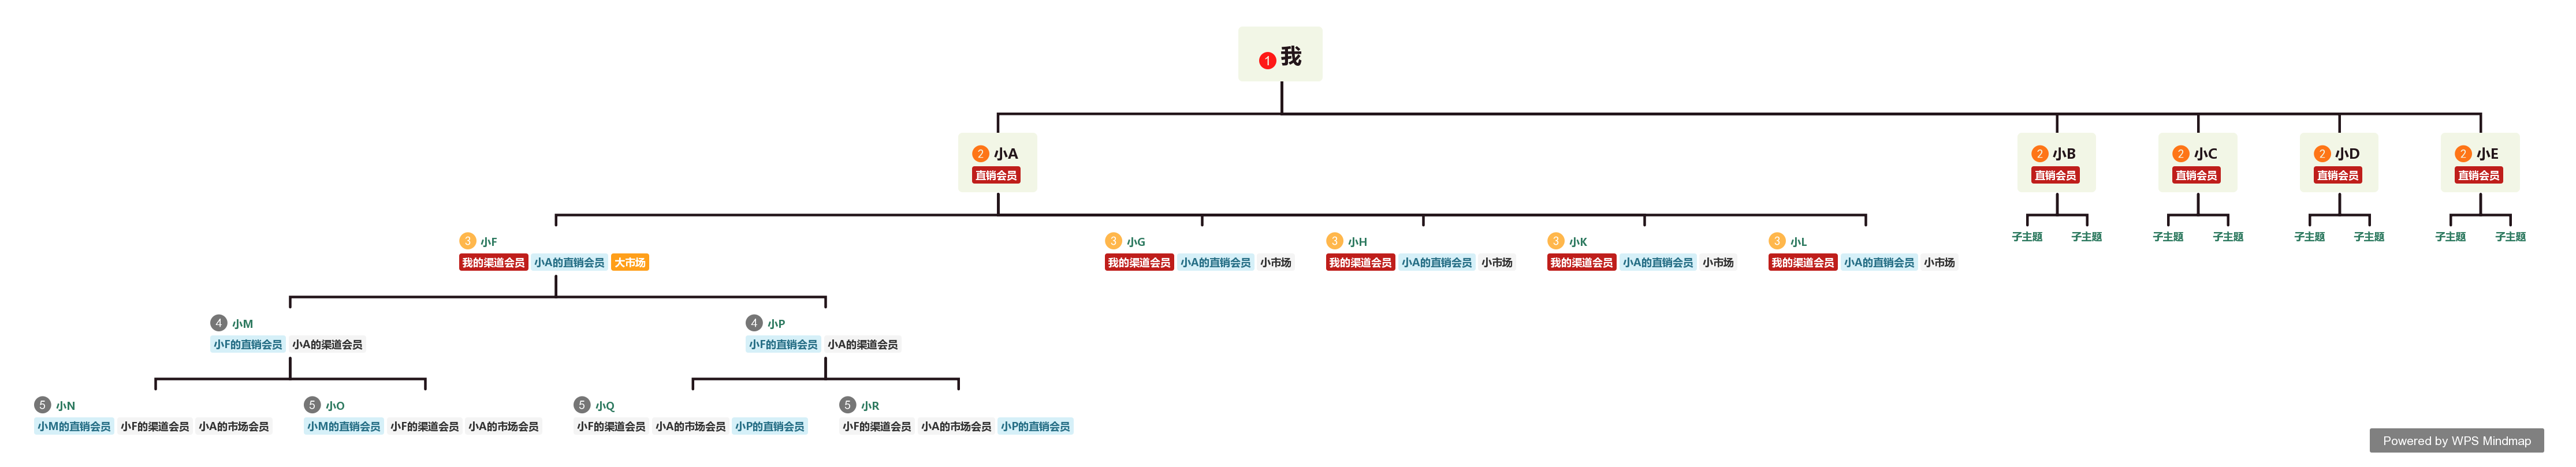 1 我
2 小A
直销会员
2 小B
直销会员
2 小C
直销会员
2 小D
直销会员
2 小E
直销会员
3 小F
我的渠道会员 小A的直销会员 大市场
3 小G
我的渠道会员 小A的直销会员 小市场
3 小H
我的渠道会员 小A的直销会员 小市场
3 小K
我的渠道会员 小A的直销会员 小市场
3 小L
我的渠道会员 小A的直销会员 小市场
子主题
子主题
子主题
子主题
子主题
子主题
子主题
子主题
4 小M
小F的直销会员 小A的渠道会员
4 小P
小F的直销会员 小A的渠道会员
5 小N
小M的直销会员 小F的渠道会员 小A的市场会员
5 小O
小M的直销会员 小F的渠道会员 小A的市场会员
5 小Q
小F的渠道会员 小A的市场会员 小P的直销会员
5 小R
小F的渠道会员 小A的市场会员 小P的直销会员
Powered by WPS Mindmap